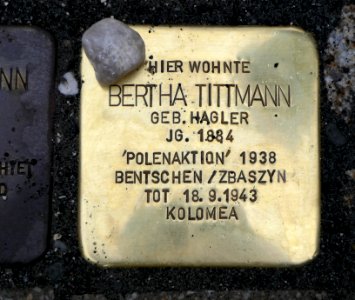 HIER WOHNTE
BERTHA TITTMANN
GEB. HAGLER
JG. 1884
'POLENAKTION' 1938
BENTSCHEN / ZBASZYN
TOT 18.9.1943
KOLOMEA